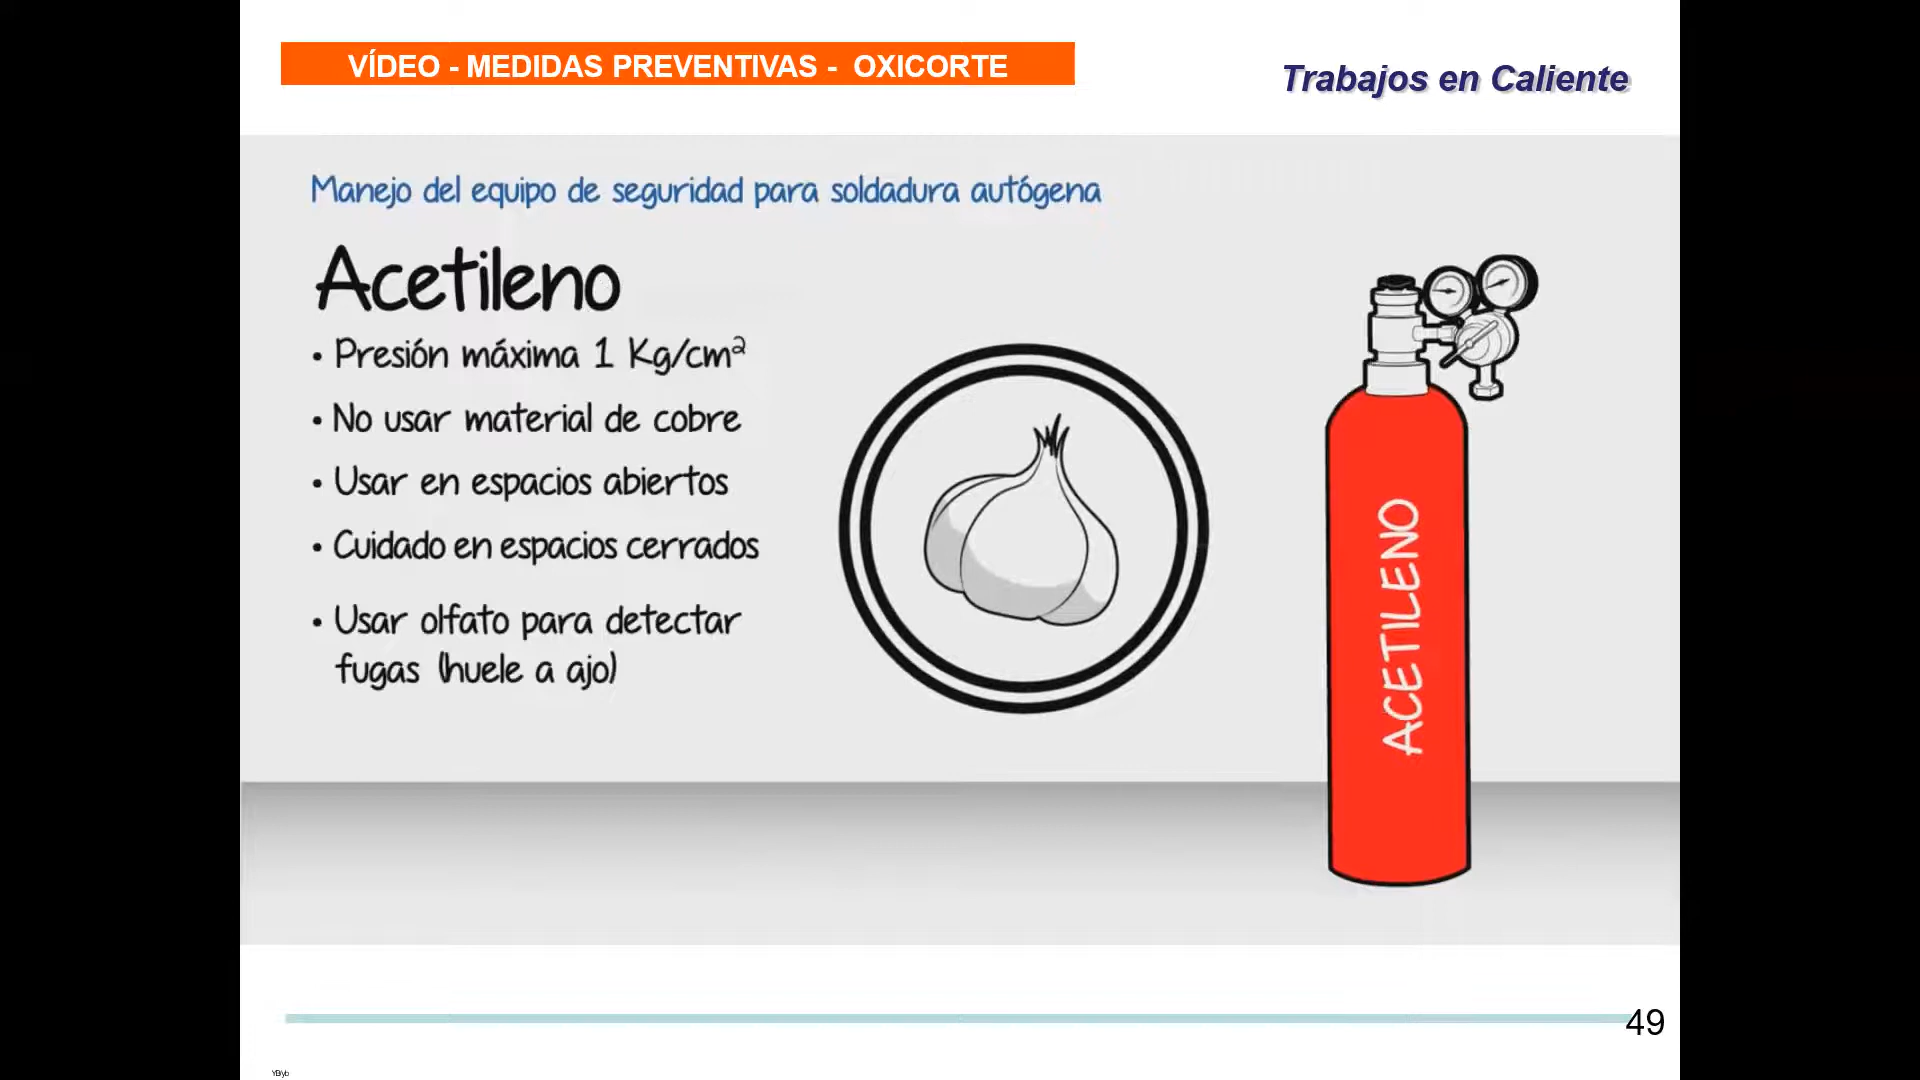 VÍDEO - MEDIDAS PREVENTIVAS - OXICORTE
Trabajos en Caliente
Manejo del equipo de seguridad para soldadura autógena
Acetileno
• Presión máxima 1 Kg/cm²
• No usar material de cobre
• Usar en espacios abiertos
• Cuidado en espacios cerrados
• Usar olfato para detectar
fugas (huele a ajo)
ACETILENO
49